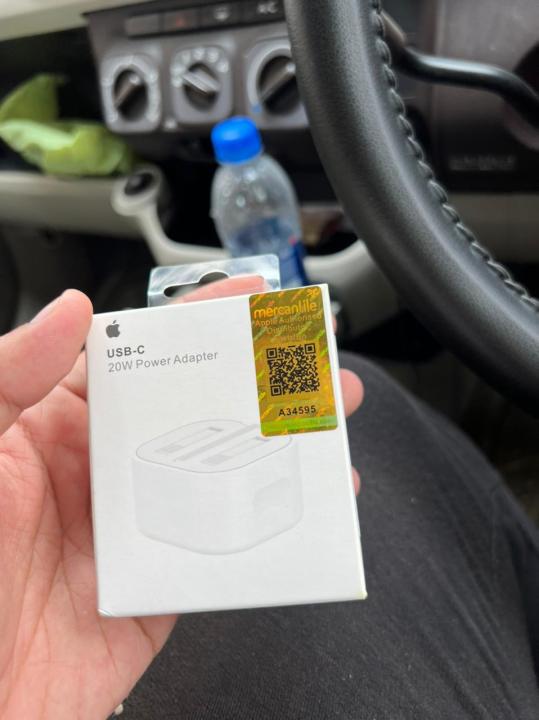 A/C
USB-C
20W Power Adapter
mercantile
Apple Authorised
Distributor
A34595